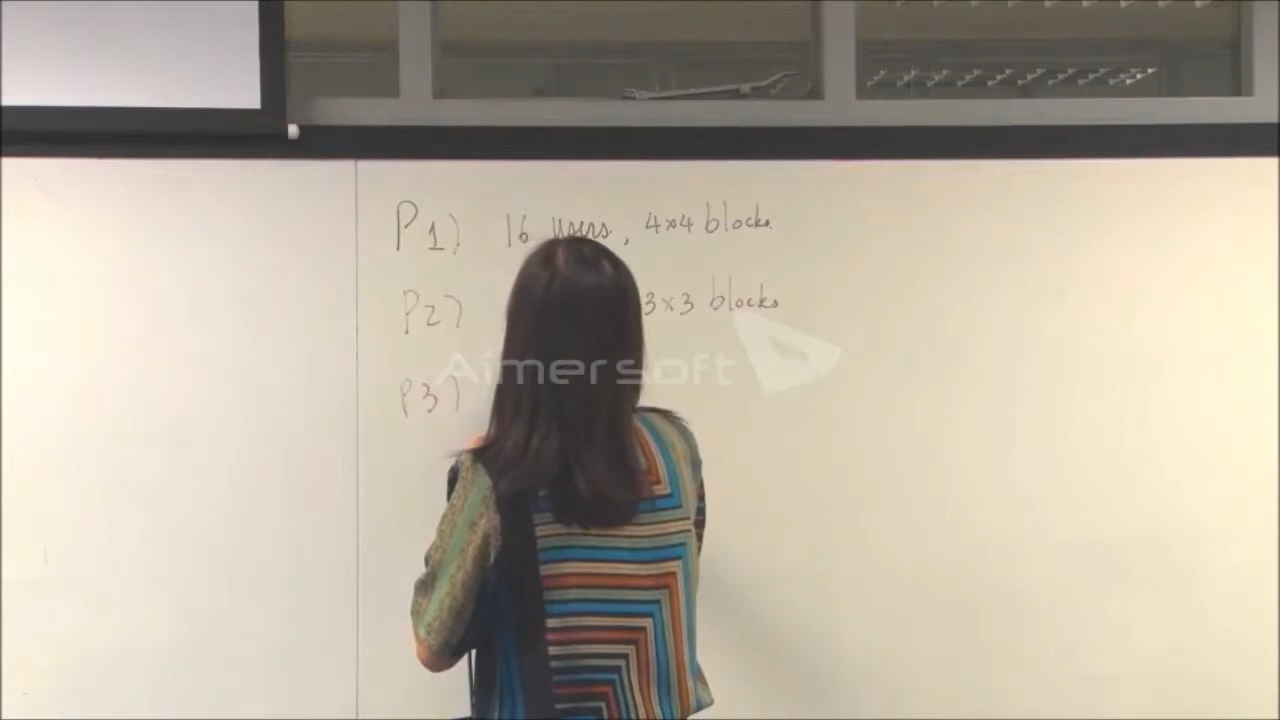 P1) 16 users, 4x4 blocks
P2) 3x3 blocks
P3)
Aimersoft